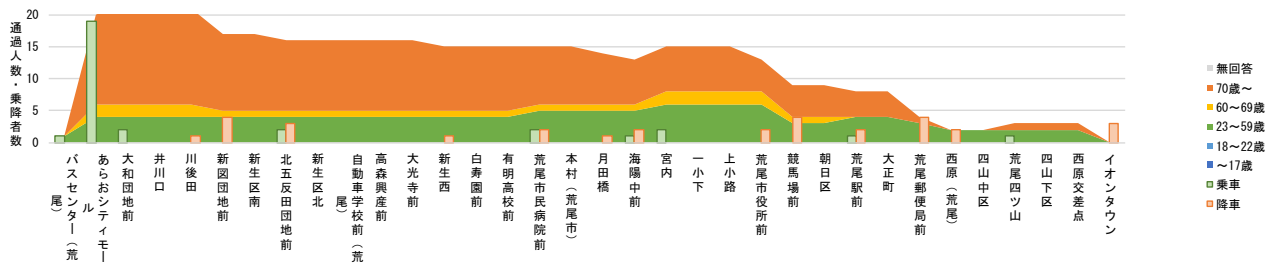 通過人数・乗降者数
20
15
10
5
0
バスセンター（荒尾）
あらおシティモール
大和団地前
井川口
川後田
新図団地前
新生区南
北五反田団地前
新生区北
自動車学校前（荒尾）
高森興産前
大光寺前
新生西
白寿園前
有明高校前
荒尾市民病院前
本村（荒尾市）
月田橋
海陽中前
宮内
一小下
上小路
荒尾市役所前
競馬場前
朝日区
荒尾駅前
大正町
荒尾郵便局前
西原（荒尾）
四山中区
荒尾四ツ山
四山下区
西原交差点
イオンタウン
無回答
70歳～
60～69歳
23～59歳
18～22歳
～17歳
乗車
降車